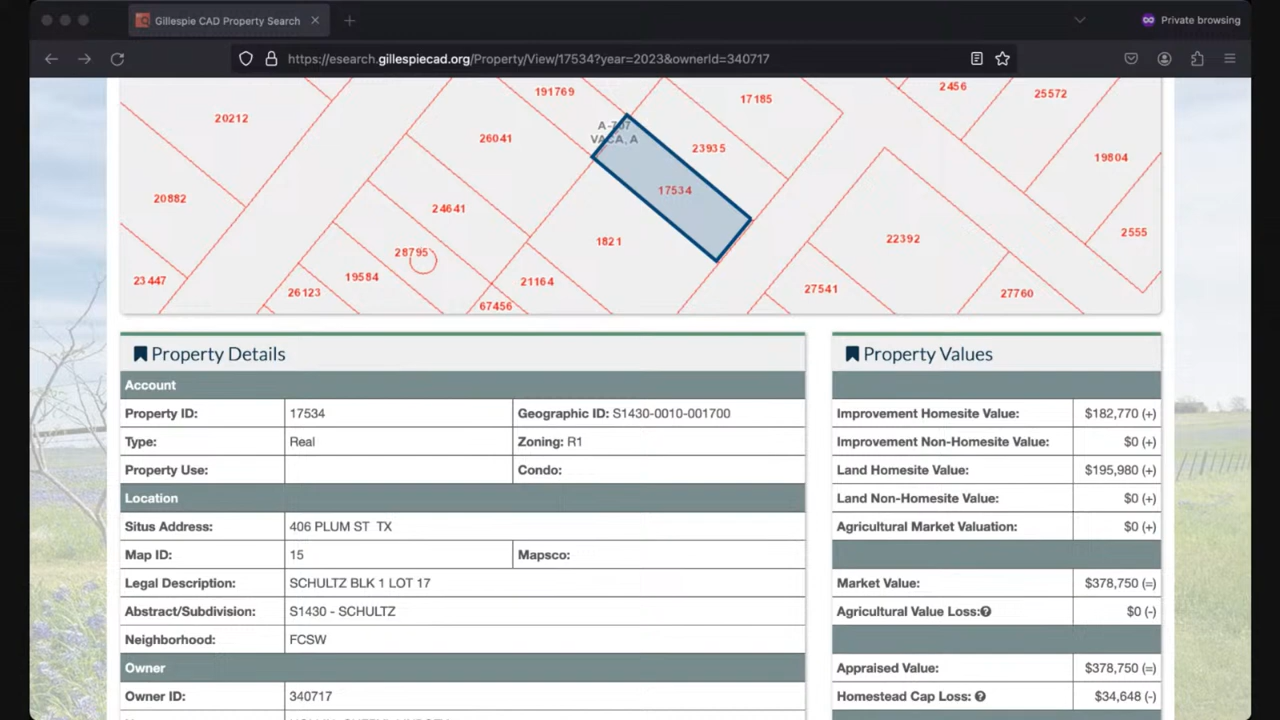 Gillespie CAD Property Search
Private browsing
https://esearch.gillespiecad.org/Property/View/17534?year=2023&ownerId=340717
2456
25572
191769
17185
20212
A-
VACA, A
26041
23935
19804
17534
20882
24641
2555
1821
22392
28795
23447
19584
21164
26123
27541
27760
67456
Property Details
Account
Property ID: 17534 Geographic ID: S1430-0010-001700
Type: Real Zoning: R1
Property Use: Condo:
Location
Situs Address: 406 PLUM ST TX
Map ID: 15 Mapsco:
Legal Description: SCHULTZ BLK 1 LOT 17
Abstract/Subdivision: S1430 - SCHULTZ
Neighborhood: FCSW
Owner
Owner ID: 340717
Property Values
Improvement Homesite Value: $182,770 (+)
Improvement Non-Homesite Value: $0 (+)
Land Homesite Value: $195,980 (+)
Land Non-Homesite Value: $0 (+)
Agricultural Market Valuation: $0 (+)
Market Value: $378,750 (=)
Agricultural Value Loss: $0 (-)
Appraised Value: $378,750 (=)
Homestead Cap Loss: $34,648 (-)